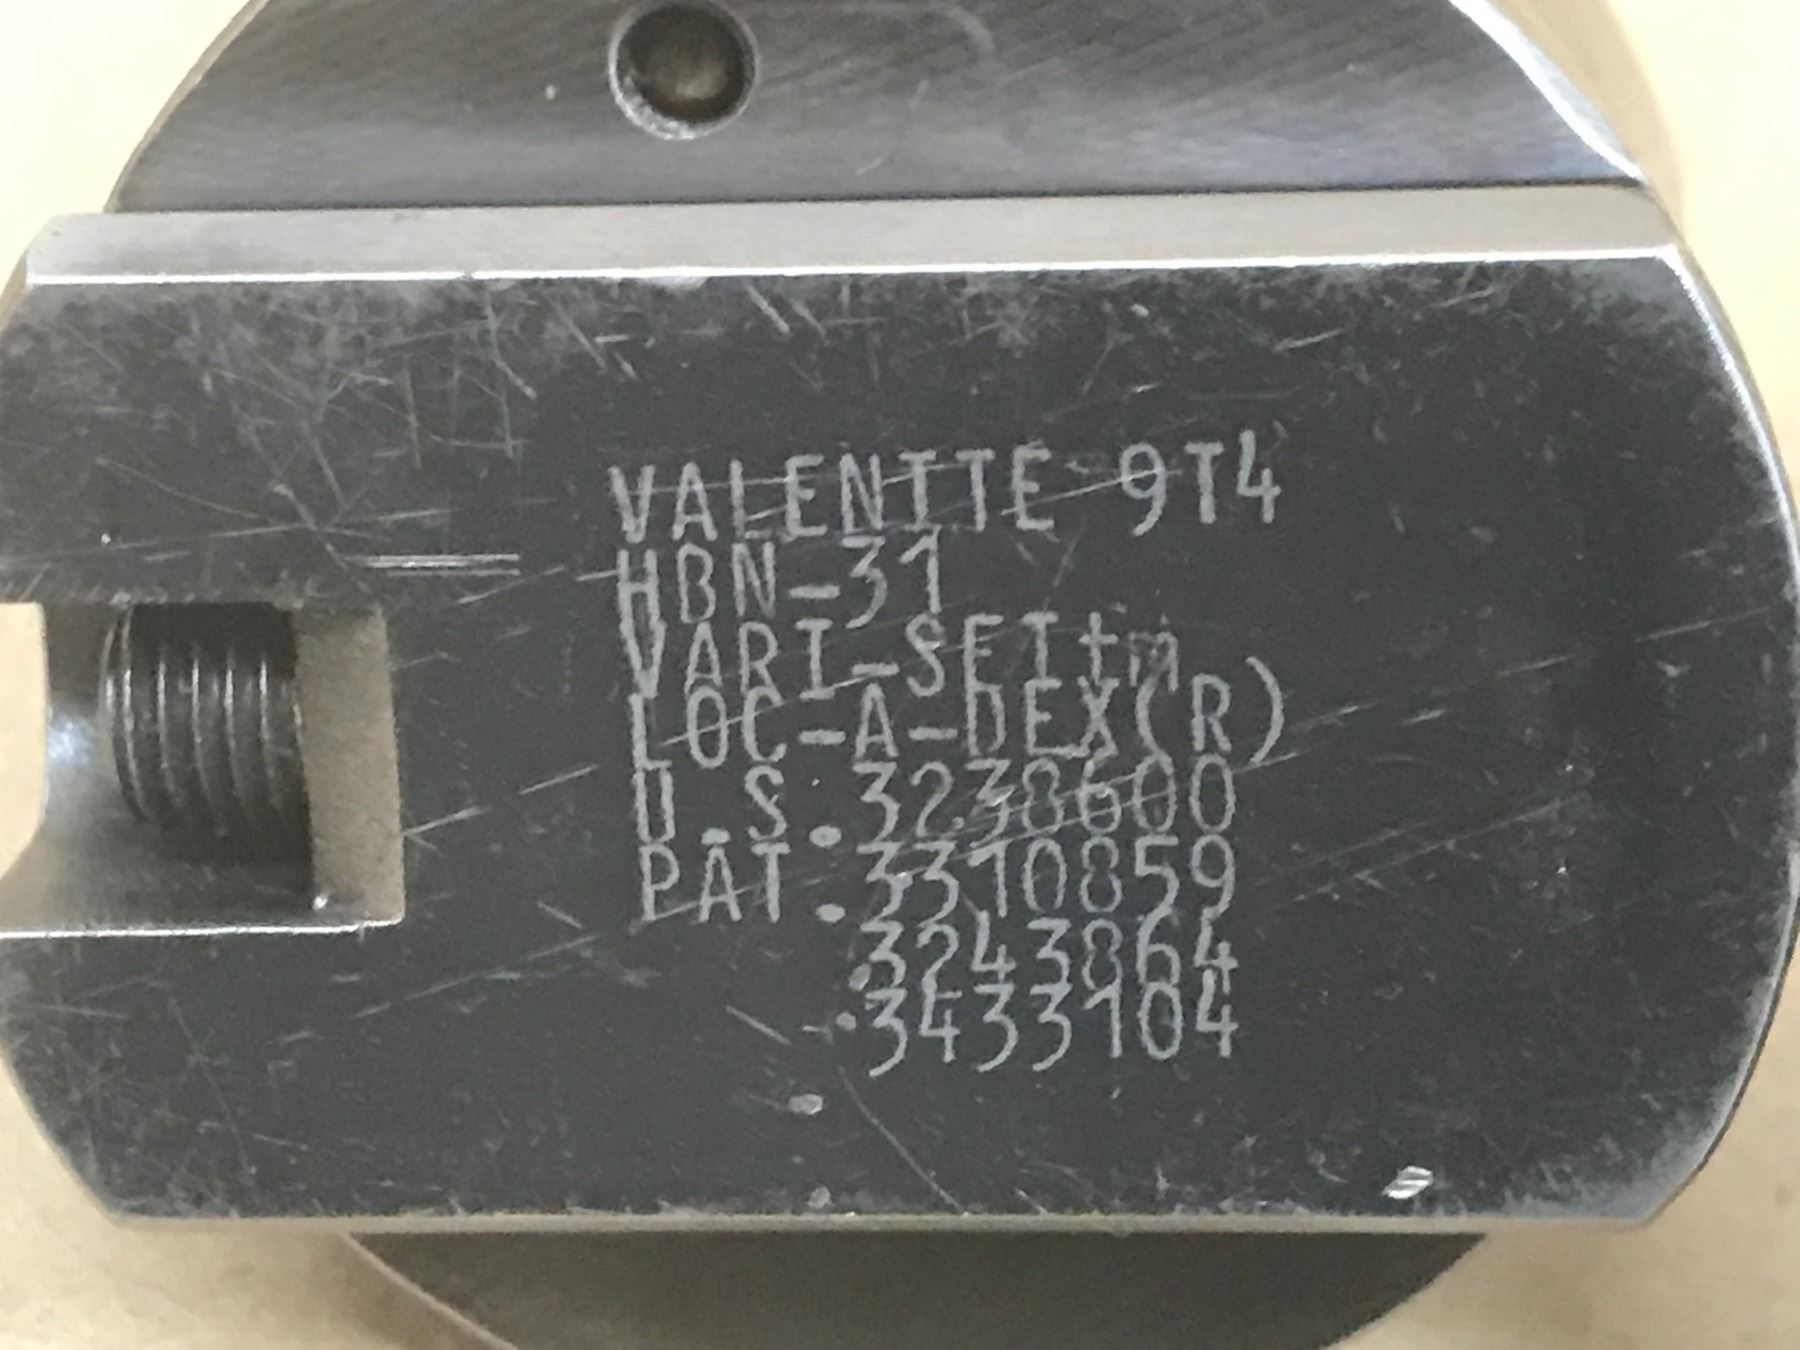 VALENITE 9T4
HBN-31
VARI-SETtm
LOC-A-DEX(R)
U.S. 3238600
PAT. 3310859
3243864
3433104